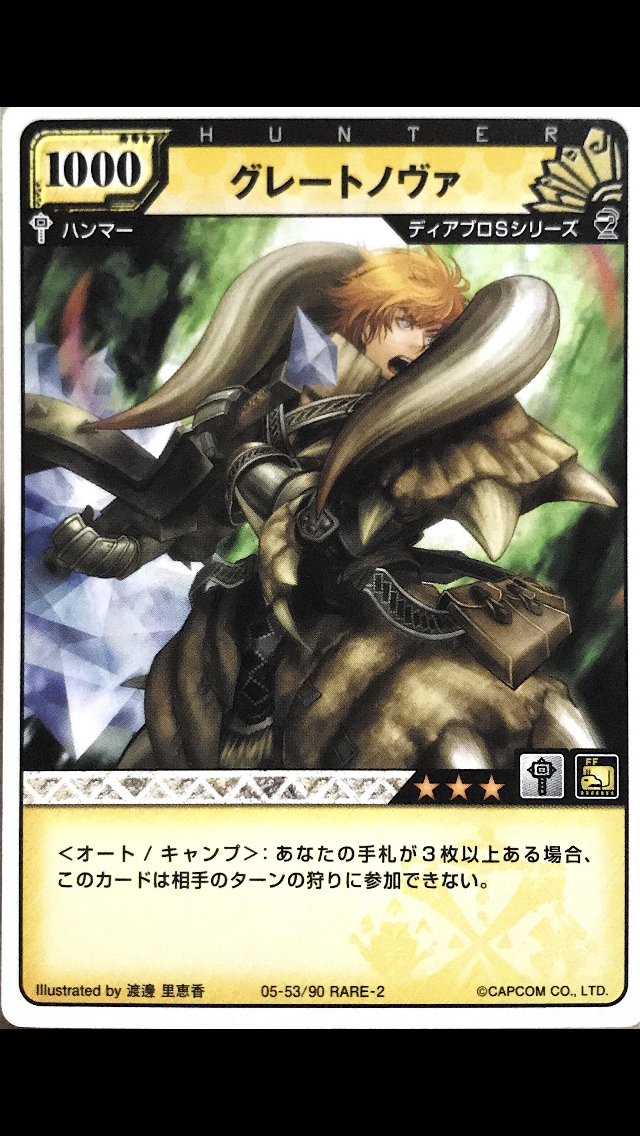 HUNTER
1000
グレートノヴァ
ハンマー
ディアブロSシリーズ
FF
<オート / キャンプ>: あなたの手札が3枚以上ある場合、
このカードは相手のターンの狩りに参加できない。
Illustrated by 渡邊 里恵香 05-53/90 RARE-2 ©CAPCOM CO., LTD.